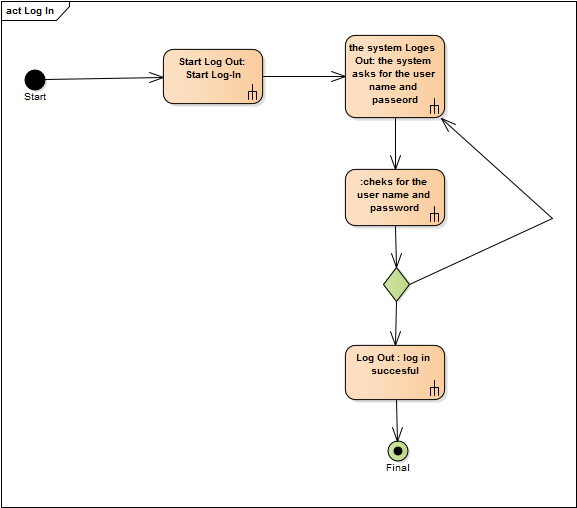 act Log In
Start
Start Log Out:
Start Log-In
the system Loges
Out: the system
asks for the user
name and
passeord
:cheks for the
user name and
password
Log Out : log in
succesful
Final